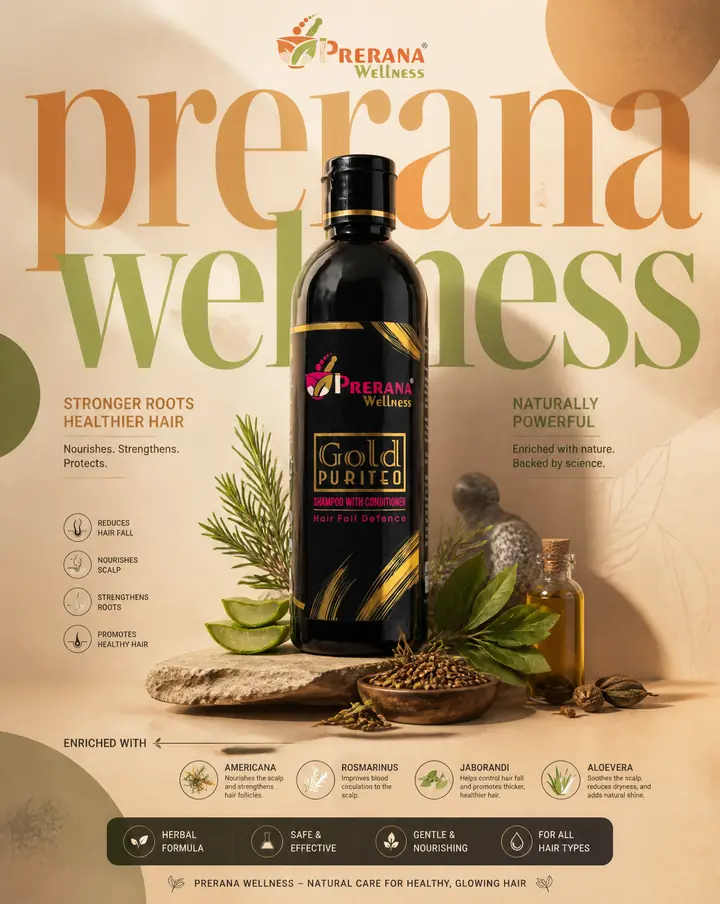 PRERANA®
Wellness
prerana
wellness
PRERANA®
Wellness
Gold
PURITEO
SHAMPOO WITH CONDITIONER
Hair Fall Defence
STRONGER ROOTS
HEALTHIER HAIR
Nourishes. Strengthens.
Protects.
REDUCES
HAIR FALL
NOURISHES
SCALP
STRENGTHENS
ROOTS
PROMOTES
HEALTHY HAIR
NATURALLY
POWERFUL
Enriched with nature.
Backed by science.
ENRICHED WITH
AMERICANA
Nourishes the scalp
and strengthens
hair follicles.
ROSMARINUS
Improves blood
circulation to the
scalp.
JABORANDI
Helps control hair fall
and promotes thicker,
healthier hair.
ALOEVERA
Soothes the scalp,
reduces dryness, and
adds natural shine.
HERBAL
FORMULA
SAFE &
EFFECTIVE
GENTLE &
NOURISHING
FOR ALL
HAIR TYPES
PRERANA WELLNESS – NATURAL CARE FOR HEALTHY, GLOWING HAIR